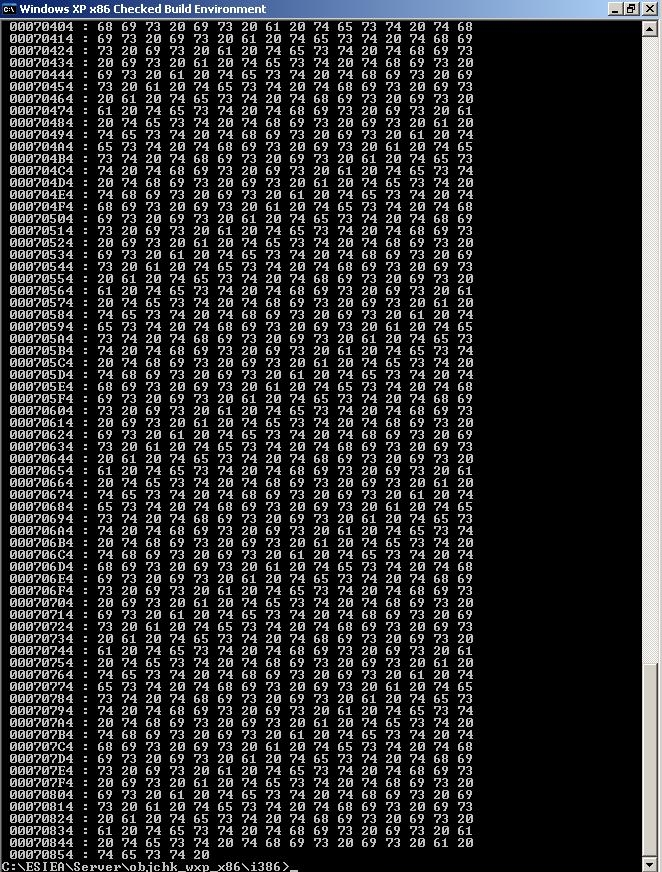 Windows XP x86 Checked Build Environment
00070404 : 68 69 73 20 69 73 20 61 20 74 65 73 74 20 74 68
00070414 : 69 73 20 69 73 20 61 20 74 65 73 74 20 74 68 69
00070424 : 73 20 69 73 20 61 20 74 65 73 74 20 74 68 69 73
00070434 : 20 69 73 20 61 20 74 65 73 74 20 74 68 69 73 20
00070444 : 69 73 20 61 20 74 65 73 74 20 74 68 69 73 20 69
00070454 : 73 20 61 20 74 65 73 74 20 74 68 69 73 20 69 73
00070464 : 20 61 20 74 65 73 74 20 74 68 69 73 20 69 73 20
00070474 : 61 20 74 65 73 74 20 74 68 69 73 20 69 73 20 61
00070484 : 20 74 65 73 74 20 74 68 69 73 20 69 73 20 61 20
00070494 : 74 65 73 74 20 74 68 69 73 20 69 73 20 61 20 74
000704A4 : 65 73 74 20 74 68 69 73 20 69 73 20 61 20 74 65
000704B4 : 73 74 20 74 68 69 73 20 69 73 20 61 20 74 65 73
000704C4 : 74 20 74 68 69 73 20 69 73 20 61 20 74 65 73 74
000704D4 : 20 74 68 69 73 20 69 73 20 61 20 74 65 73 74 20
000704E4 : 74 68 69 73 20 69 73 20 61 20 74 65 73 74 20 74
000704F4 : 68 69 73 20 69 73 20 61 20 74 65 73 74 20 74 68
00070504 : 69 73 20 69 73 20 61 20 74 65 73 74 20 74 68 69
00070514 : 73 20 69 73 20 61 20 74 65 73 74 20 74 68 69 73
00070524 : 20 69 73 20 61 20 74 65 73 74 20 74 68 69 73 20
00070534 : 69 73 20 61 20 74 65 73 74 20 74 68 69 73 20 69
00070544 : 73 20 61 20 74 65 73 74 20 74 68 69 73 20 69 73
00070554 : 20 61 20 74 65 73 74 20 74 68 69 73 20 69 73 20
00070564 : 61 20 74 65 73 74 20 74 68 69 73 20 69 73 20 61
00070574 : 20 74 65 73 74 20 74 68 69 73 20 69 73 20 61 20
00070584 : 74 65 73 74 20 74 68 69 73 20 69 73 20 61 20 74
00070594 : 65 73 74 20 74 68 69 73 20 69 73 20 61 20 74 65
000705A4 : 73 74 20 74 68 69 73 20 69 73 20 61 20 74 65 73
000705B4 : 74 20 74 68 69 73 20 69 73 20 61 20 74 65 73 74
000705C4 : 20 74 68 69 73 20 69 73 20 61 20 74 65 73 74 20
000705D4 : 74 68 69 73 20 69 73 20 61 20 74 65 73 74 20 74
000705E4 : 68 69 73 20 69 73 20 61 20 74 65 73 74 20 74 68
000705F4 : 69 73 20 69 73 20 61 20 74 65 73 74 20 74 68 69
00070604 : 73 20 69 73 20 61 20 74 65 73 74 20 74 68 69 73
00070614 : 20 69 73 20 61 20 74 65 73 74 20 74 68 69 73 20
00070624 : 69 73 20 61 20 74 65 73 74 20 74 68 69 73 20 69
00070634 : 73 20 61 20 74 65 73 74 20 74 68 69 73 20 69 73
00070644 : 20 61 20 74 65 73 74 20 74 68 69 73 20 69 73 20
00070654 : 61 20 74 65 73 74 20 74 68 69 73 20 69 73 20 61
00070664 : 20 74 65 73 74 20 74 68 69 73 20 69 73 20 61 20
00070674 : 74 65 73 74 20 74 68 69 73 20 69 73 20 61 20 74
00070684 : 65 73 74 20 74 68 69 73 20 69 73 20 61 20 74 65
00070694 : 73 74 20 74 68 69 73 20 69 73 20 61 20 74 65 73
000706A4 : 74 20 74 68 69 73 20 69 73 20 61 20 74 65 73 74
000706B4 : 20 74 68 69 73 20 69 73 20 61 20 74 65 73 74 20
000706C4 : 74 68 69 73 20 69 73 20 61 20 74 65 73 74 20 74
000706D4 : 68 69 73 20 69 73 20 61 20 74 65 73 74 20 74 68
000706E4 : 69 73 20 69 73 20 61 20 74 65 73 74 20 74 68 69
000706F4 : 73 20 69 73 20 61 20 74 65 73 74 20 74 68 69 73
00070704 : 20 69 73 20 61 20 74 65 73 74 20 74 68 69 73 20
00070714 : 69 73 20 61 20 74 65 73 74 20 74 68 69 73 20 69
00070724 : 73 20 61 20 74 65 73 74 20 74 68 69 73 20 69 73
00070734 : 20 61 20 74 65 73 74 20 74 68 69 73 20 69 73 20
00070744 : 61 20 74 65 73 74 20 74 68 69 73 20 69 73 20 61
00070754 : 20 74 65 73 74 20 74 68 69 73 20 69 73 20 61 20
00070764 : 74 65 73 74 20 74 68 69 73 20 69 73 20 61 20 74
00070774 : 65 73 74 20 74 68 69 73 20 69 73 20 61 20 74 65
00070784 : 73 74 20 74 68 69 73 20 69 73 20 61 20 74 65 73
00070794 : 74 20 74 68 69 73 20 69 73 20 61 20 74 65 73 74
000707A4 : 20 74 68 69 73 20 69 73 20 61 20 74 65 73 74 20
000707B4 : 74 68 69 73 20 69 73 20 61 20 74 65 73 74 20 74
000707C4 : 68 69 73 20 69 73 20 61 20 74 65 73 74 20 74 68
000707D4 : 69 73 20 69 73 20 61 20 74 65 73 74 20 74 68 69
000707E4 : 73 20 69 73 20 61 20 74 65 73 74 20 74 68 69 73
000707F4 : 20 69 73 20 61 20 74 65 73 74 20 74 68 69 73 20
00070804 : 69 73 20 61 20 74 65 73 74 20 74 68 69 73 20 69
00070814 : 73 20 61 20 74 65 73 74 20 74 68 69 73 20 69 73
00070824 : 20 61 20 74 65 73 74 20 74 68 69 73 20 69 73 20
00070834 : 61 20 74 65 73 74 20 74 68 69 73 20 69 73 20 61
00070844 : 20 74 65 73 74 20 74 68 69 73 20 69 73 20 61 20
00070854 : 74 65 73 74 20
C:\ESIEA\Server\objchk_wxp_x86\i386>_